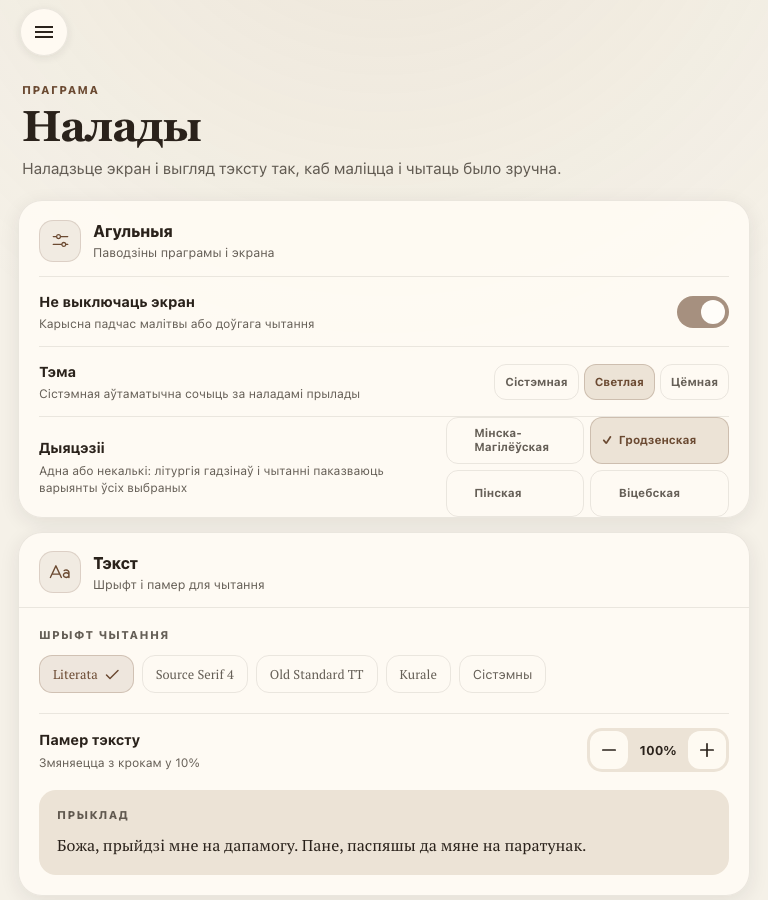 ПРАГРАМА
Налады
Наладзьце экран і выгляд тэксту так, каб маліцца і чытаць было зручна.
Агульныя
Паводзіны праграмы і экрана
Не выключаць экран
Карысна падчас малітвы або доўгага чытання
Тэма
Сістэмная аўтаматычна сочыць за наладамі прылады
Сістэмная
Светлая
Цёмная
Дыяцэзіі
Адна або некалькі: літургія гадзінаў і чытанні паказваюць
варыянты ўсіх выбраных
Мінска-
Магілёўская
Гродзенская
Пінская
Віцебская
Тэкст
Шрыфт і памер для чытання
ШРЫФТ ЧЫТАННЯ
Literata
Source Serif 4
Old Standard TT
Kurale
Сістэмны
Памер тэксту
Змяняецца з крокам у 10%
100%
ПРЫКЛАД
Божа, прыйдзі мне на дапамогу. Пане, паспяшы да мяне на паратунак.